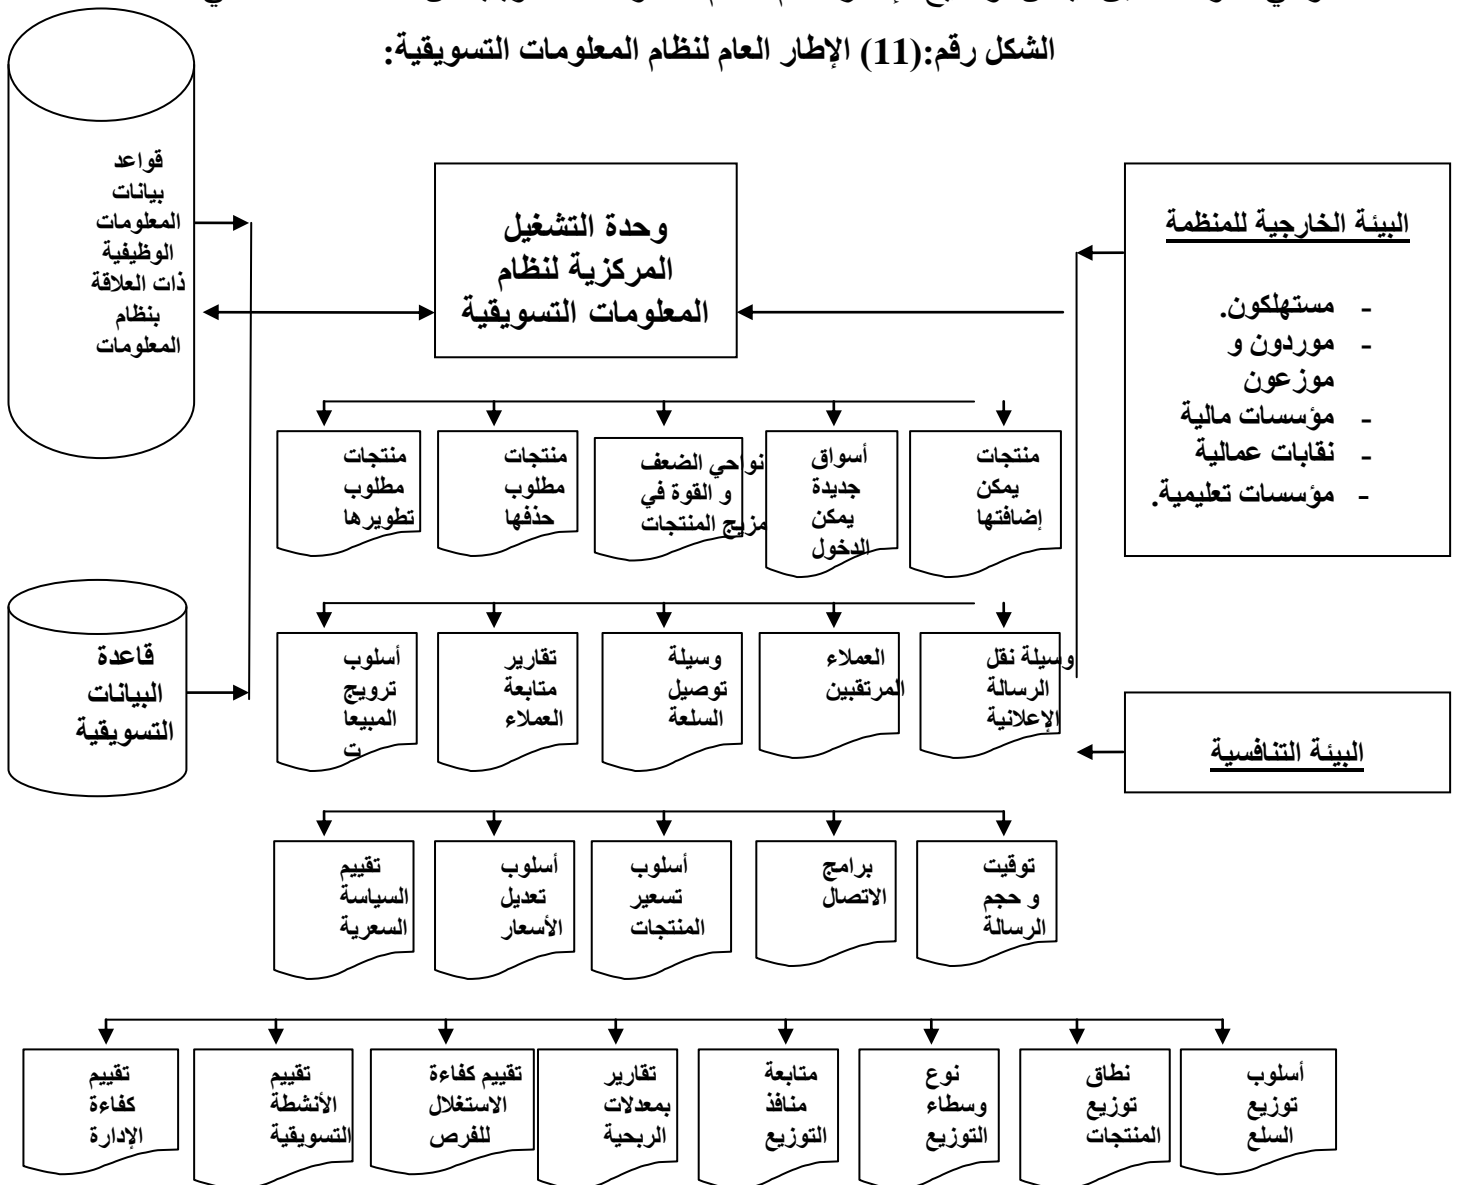 الشكل رقم:(11) الإطار العام لنظام المعلومات التسويقية:
البيئة الخارجية للمنظمة
- مستهلكون.
- موردون و
موزعون
- مؤسسات مالية
- نقابات عمالية
- مؤسسات تعليمية.
وحدة التشغيل
المركزية لنظام
المعلومات التسويقية
قواعد
بيانات
المعلومات
الوظيفية
ذات العلاقة
بنظام
المعلومات
منتجات
يمكن
إضافتها
أسواق
جديدة
يمكن
الدخول
نواحي الضعف
و القوة في
مزيج المنتجات
منتجات
مطلوب
حذفها
منتجات
مطلوب
تطويرها
وسيلة نقل
الرسالة
الإعلانية
العملاء
المرتقبين
وسيلة
توصيل
السلعة
تقارير
متابعة
العملاء
أسلوب
ترويج
المبيعا
ت
قاعدة
البيانات
التسويقية
البيئة التنافسية
توقيت
و حجم
الرسالة
برامج
الاتصال
أسلوب
تسعير
المنتجات
أسلوب
تعديل
الأسعار
تقييم
السياسة
السعرية
أسلوب
توزيع
السلع
نطاق
توزيع
المنتجات
نوع
وسطاء
التوزيع
متابعة
منافذ
التوزيع
تقارير
بمعدلات
الربحية
تقييم كفاءة
الاستغلال
للفرص
تقييم
الأنشطة
التسويقية
تقييم
كفاءة
الإدارة